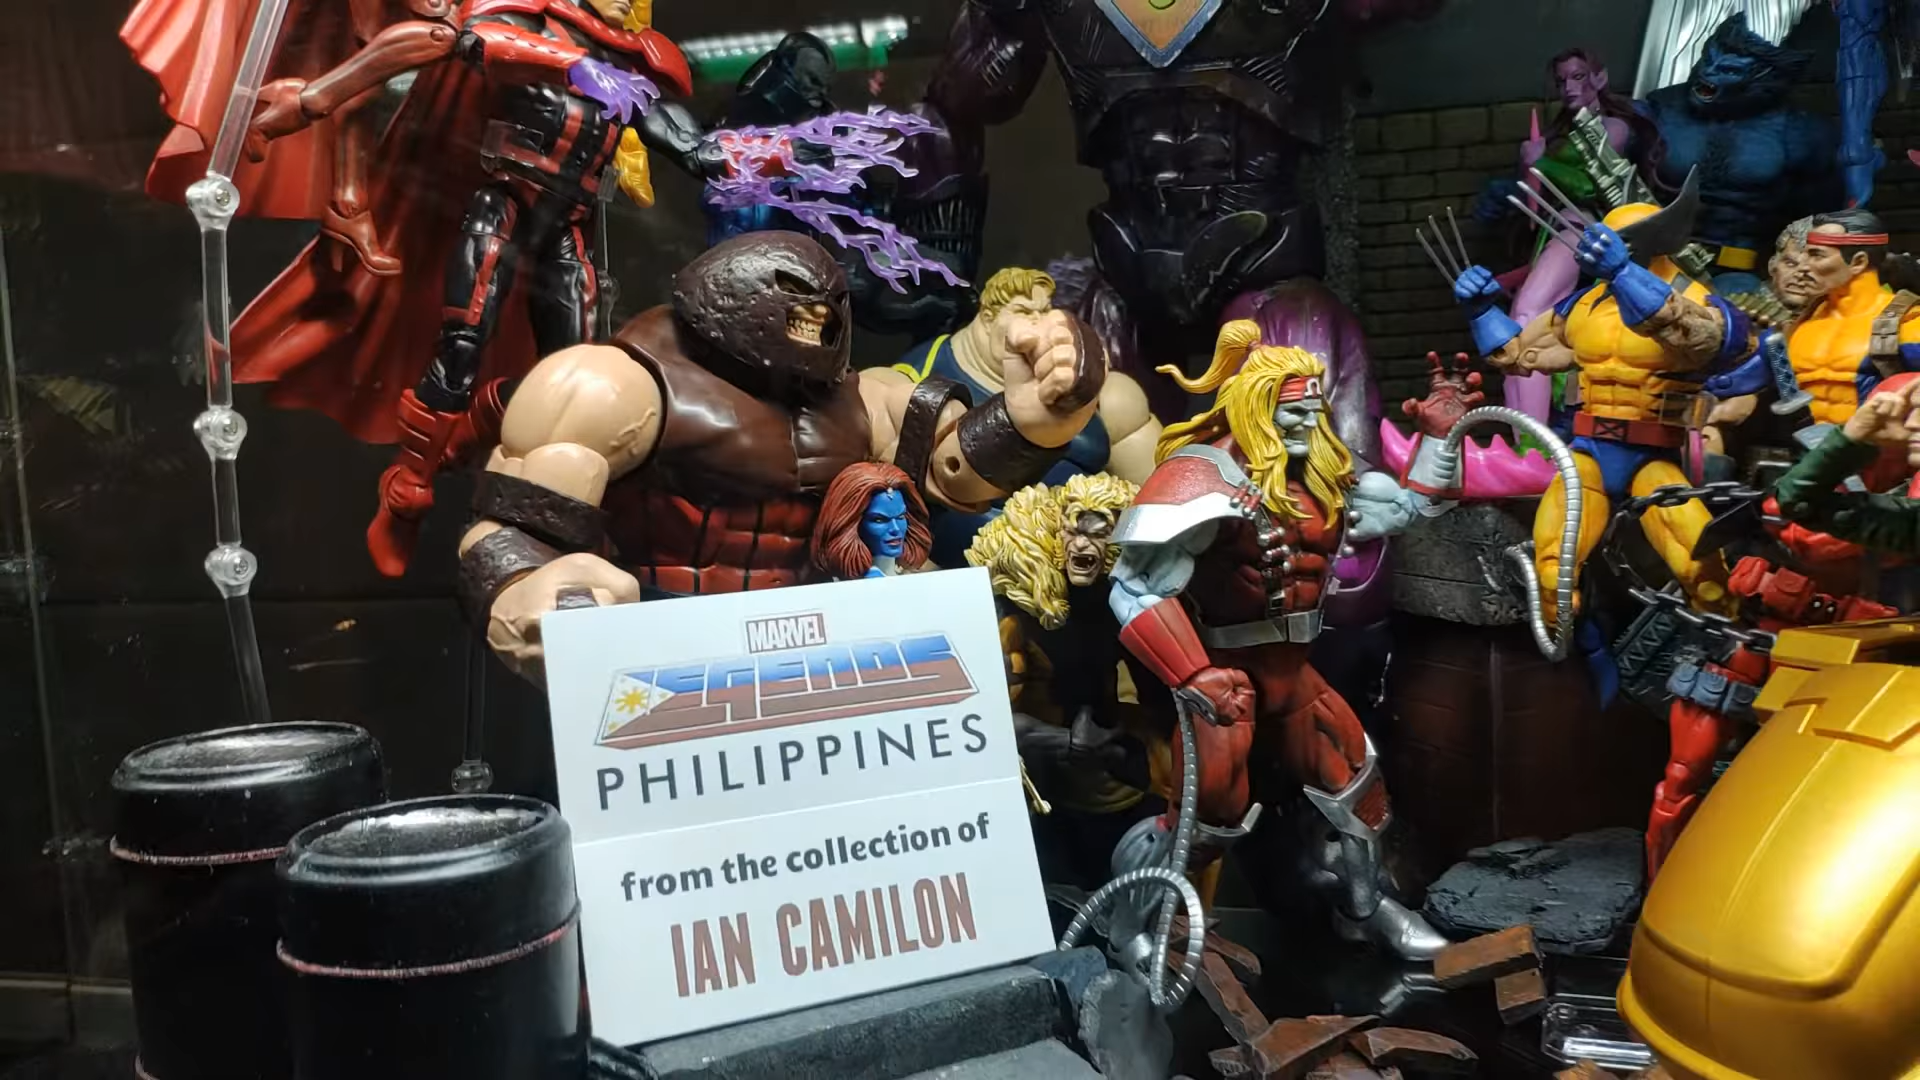 MARVEL
LEGENDS
PHILIPPINES
from the collection of
IAN CAMILON